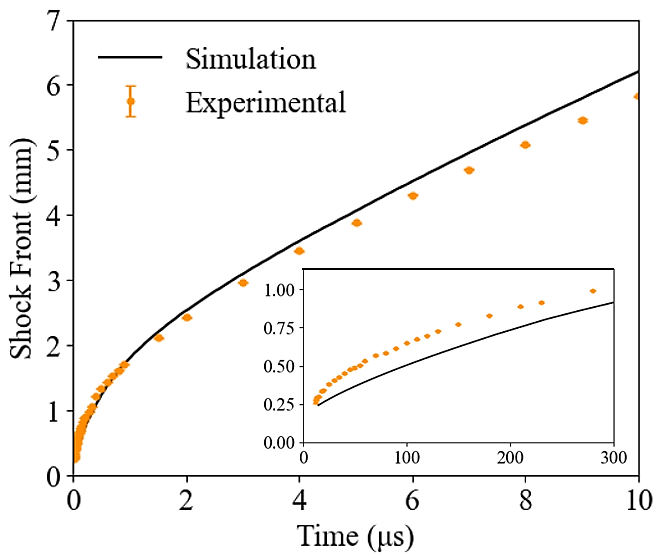 7
6
5
4
3
2
1
0
Shock Front (mm)
Simulation
Experimental
1.00
0.75
0.50
0.25
0.00
0 100 200 300
0 2 4 6 8 10
Time (μs)